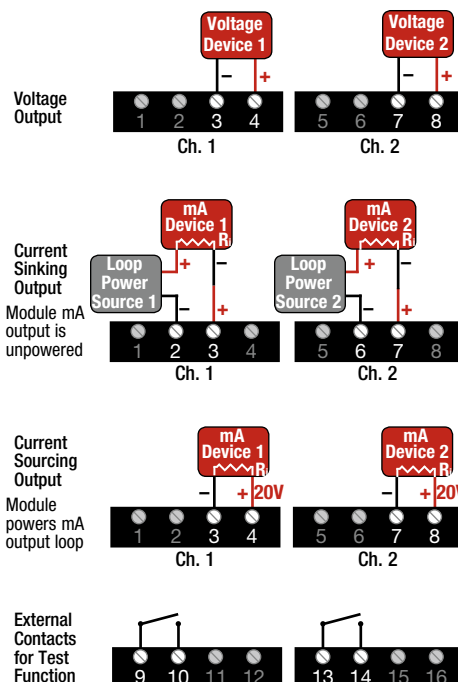 Voltage
Output
Voltage
Device 1
Voltage
Device 2
– +
– +
1 2 3 4
5 6 7 8
Ch. 1
Ch. 2
Current
Sinking
Output
Module mA
output is
unpowered
mA
Device 1
Ri
mA
Device 2
Ri
Loop
Power
Source 1
Loop
Power
Source 2
+ –
+ –
– +
– +
1 2 3 4
5 6 7 8
Ch. 1
Ch. 2
Current
Sourcing
Output
Module
powers mA
output loop
mA
Device 1
Ri
mA
Device 2
Ri
– + 20V
– + 20V
1 2 3 4
5 6 7 8
Ch. 1
Ch. 2
External
Contacts
for Test
Function
9 10 11 12
13 14 15 16